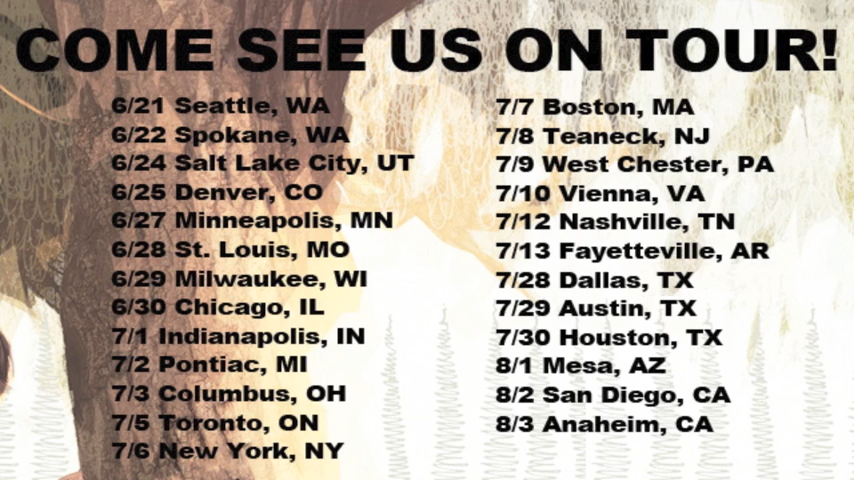 COME SEE US ON TOUR!
6/21 Seattle, WA
6/22 Spokane, WA
6/24 Salt Lake City, UT
6/25 Denver, CO
6/27 Minneapolis, MN
6/28 St. Louis, MO
6/29 Milwaukee, WI
6/30 Chicago, IL
7/1 Indianapolis, IN
7/2 Pontiac, MI
7/3 Columbus, OH
7/5 Toronto, ON
7/6 New York, NY
7/7 Boston, MA
7/8 Teaneck, NJ
7/9 West Chester, PA
7/10 Vienna, VA
7/12 Nashville, TN
7/13 Fayetteville, AR
7/28 Dallas, TX
7/29 Austin, TX
7/30 Houston, TX
8/1 Mesa, AZ
8/2 San Diego, CA
8/3 Anaheim, CA